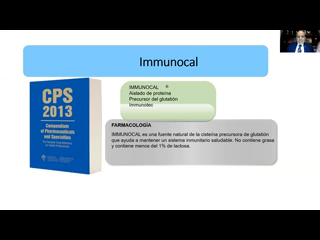 Immunocal
IMMUNOCAL ®
Aislado de proteína
Precursor del glutatión
Immunotec
CPS
2013
Compendium
of Pharmaceuticals
and Specialties
FARMACOLOGÍA
IMMUNOCAL es una fuente natural de la cisteína precursora de glutatión
que ayuda a mantener un sistema inmunitario saludable. No contiene grasa
y contiene menos del 1% de lactosa.